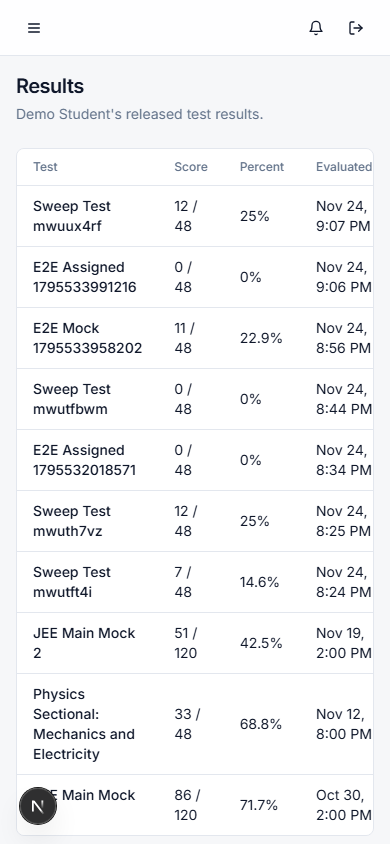 Results
Demo Student's released test results.
Test Score Percent Evaluated
Sweep Test 12 / 25% Nov 24,
mwuux4rf 48 9:07 PM
E2E Assigned 0 / 0% Nov 24,
1795533991216 48 9:06 PM
E2E Mock 11 / 22.9% Nov 24,
1795533958202 48 8:56 PM
Sweep Test 0 / 0% Nov 24,
mwutfbwm 48 8:44 PM
E2E Assigned 0 / 0% Nov 24,
1795532018571 48 8:34 PM
Sweep Test 12 / 25% Nov 24,
mwuth7vz 48 8:25 PM
Sweep Test 7 / 14.6% Nov 24,
mwutft4i 48 8:24 PM
JEE Main Mock 51 / 42.5% Nov 19,
2 120 2:00 PM
Physics
Sectional: 33 / 68.8% Nov 12,
Mechanics and 48 8:00 PM
Electricity
Main Mock 86 / 71.7% Oct 30,
120 2:00 PM
N